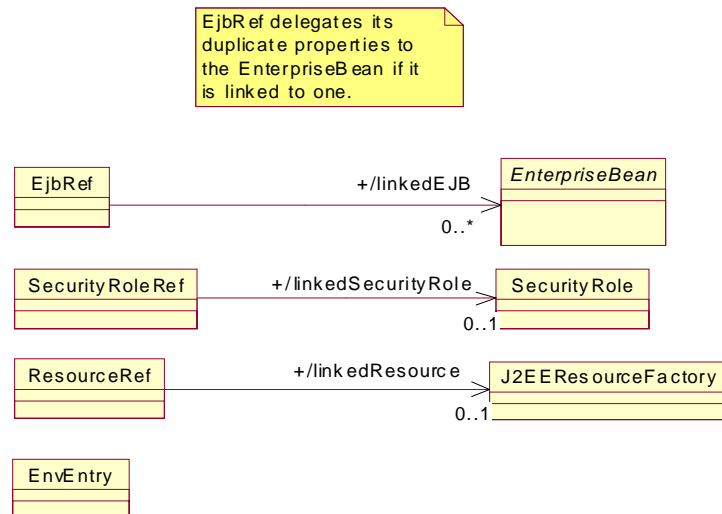 EjbRef delegates its
duplicate properties to
the EnterpriseBean if it
is linked to one.
EjbRef
+/linkedEJB
0..*
EnterpriseBean
SecurityRoleRef
+/linkedSecurityRole
0..1
SecurityRole
ResourceRef
+/linkedResource
0..1
J2EEResourceFactory
EnvEntry